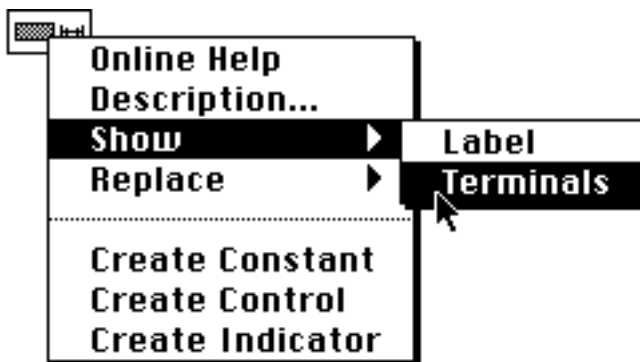 Online Help
Description...
Show
Label
Replace
Terminals
Create Constant
Create Control
Create Indicator